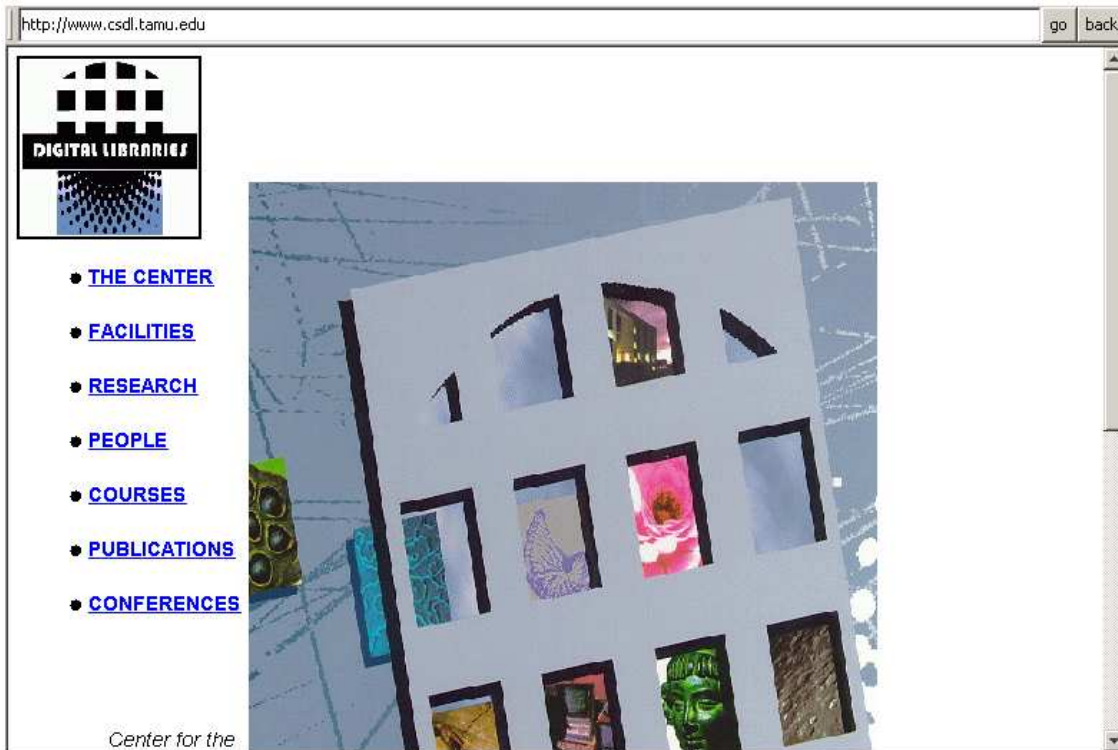 http://www.csdl.tamu.edu go back
DIGITAL LIBRARIES
THE CENTER
FACILITIES
RESEARCH
PEOPLE
COURSES
PUBLICATIONS
CONFERENCES
Center for the